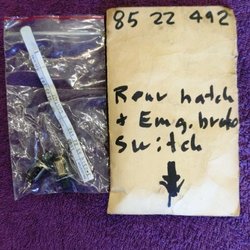 85 22 492
Rear hatch
+ Emg. brake
Switch